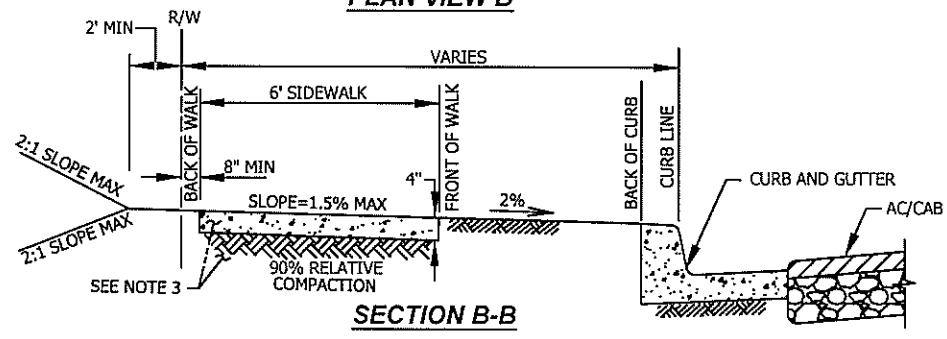 PLAN VIEW B
2' MIN
R/W
VARIES
6' SIDEWALK
BACK OF WALK
FRONT OF WALK
BACK OF CURB
CURB LINE
2:1 SLOPE MAX
8" MIN
4"
CURB AND GUTTER
SLOPE=1.5% MAX
2%
AC/CAB
2:1 SLOPE MAX
SEE NOTE 3
90% RELATIVE
COMPACTION
SECTION B-B